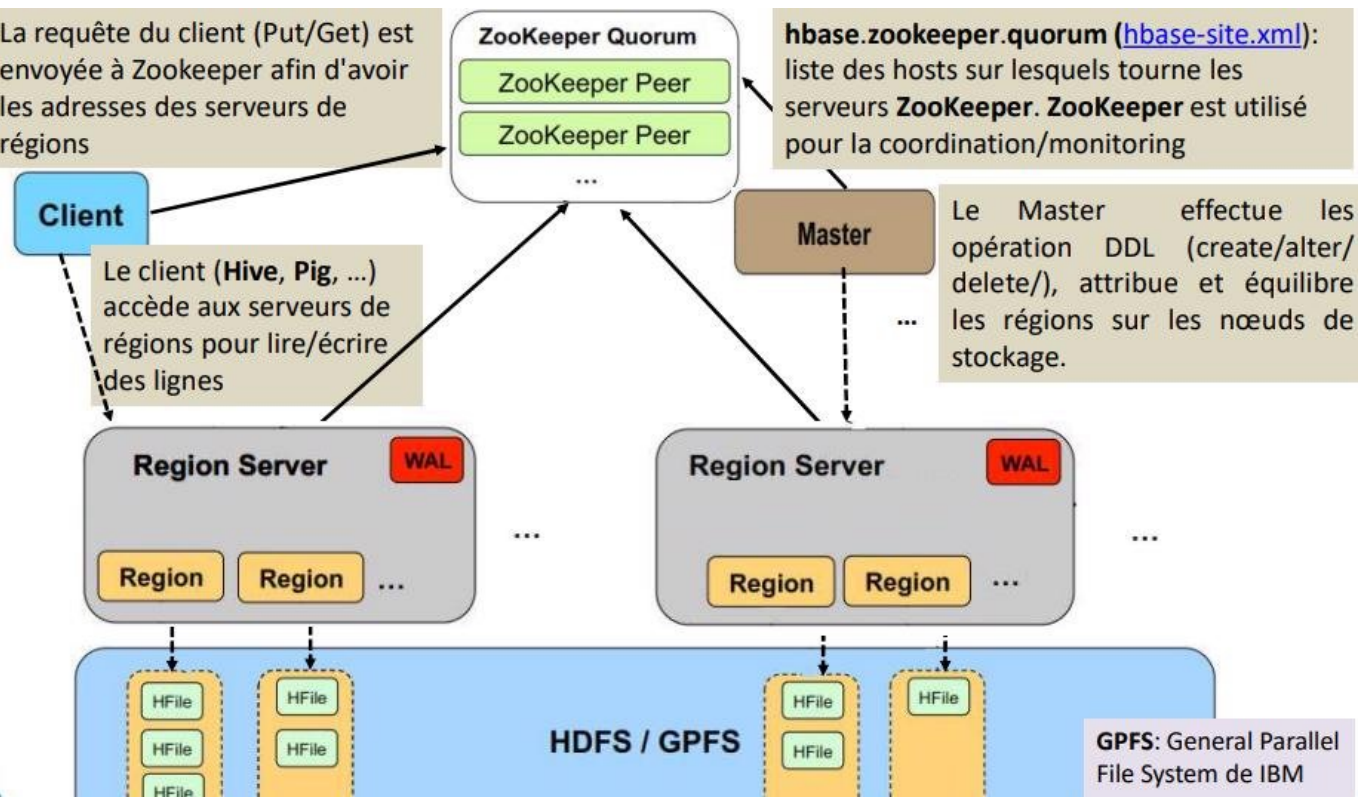 La requête du client (Put/Get) est
envoyée à Zookeeper afin d'avoir
les adresses des serveurs de
régions
ZooKeeper Quorum
ZooKeeper Peer
ZooKeeper Peer
...
hbase.zookeeper.quorum (hbase-site.xml):
liste des hosts sur lesquels tourne les
serveurs ZooKeeper. ZooKeeper est utilisé
pour la coordination/monitoring
Client
Master
Le Master effectue les
opération DDL (create/alter/
delete/), attribue et équilibre
les régions sur les nœuds de
stockage.
...
Le client (Hive, Pig, ...)
accède aux serveurs de
régions pour lire/écrire
des lignes
Region Server
WAL
Region
Region
...
...
Region Server
WAL
Region
Region
...
...
HFile
HFile
HFile
HFile
HFile
HDFS / GPFS
HFile
HFile
HFile
GPFS: General Parallel
File System de IBM